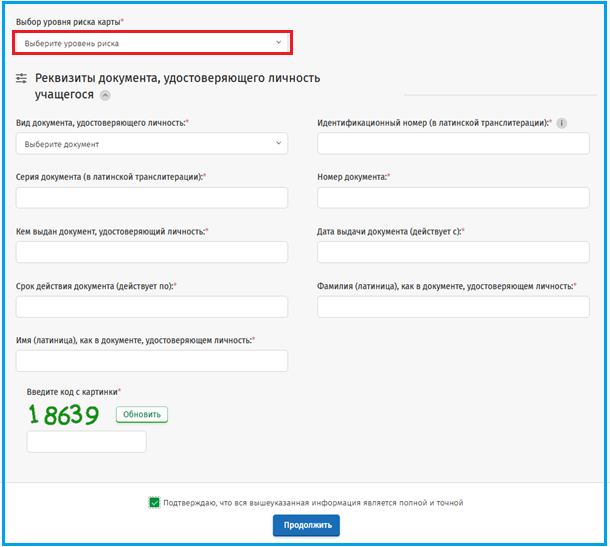 Выбор уровня риска карты*
Выберите уровень риска
Реквизиты документа, удостоверяющего личность
учащегося
Вид документа, удостоверяющего личность:*
Идентификационный номер (в латинской транслитерации):* i
Выберите документ
Серия документа (в латинской транслитерации):*
Номер документа:*
Кем выдан документ, удостоверяющий личность:*
Дата выдачи документа (действует с):*
Срок действия документа (действует по):*
Фамилия (латиница), как в документе, удостоверяющем личность:*
Имя (латиница), как в документе, удостоверяющем личность:*
Введите код с картинки*
18639
Обновить
Подтверждаю, что вся вышеуказанная информация является полной и точной
Продолжить